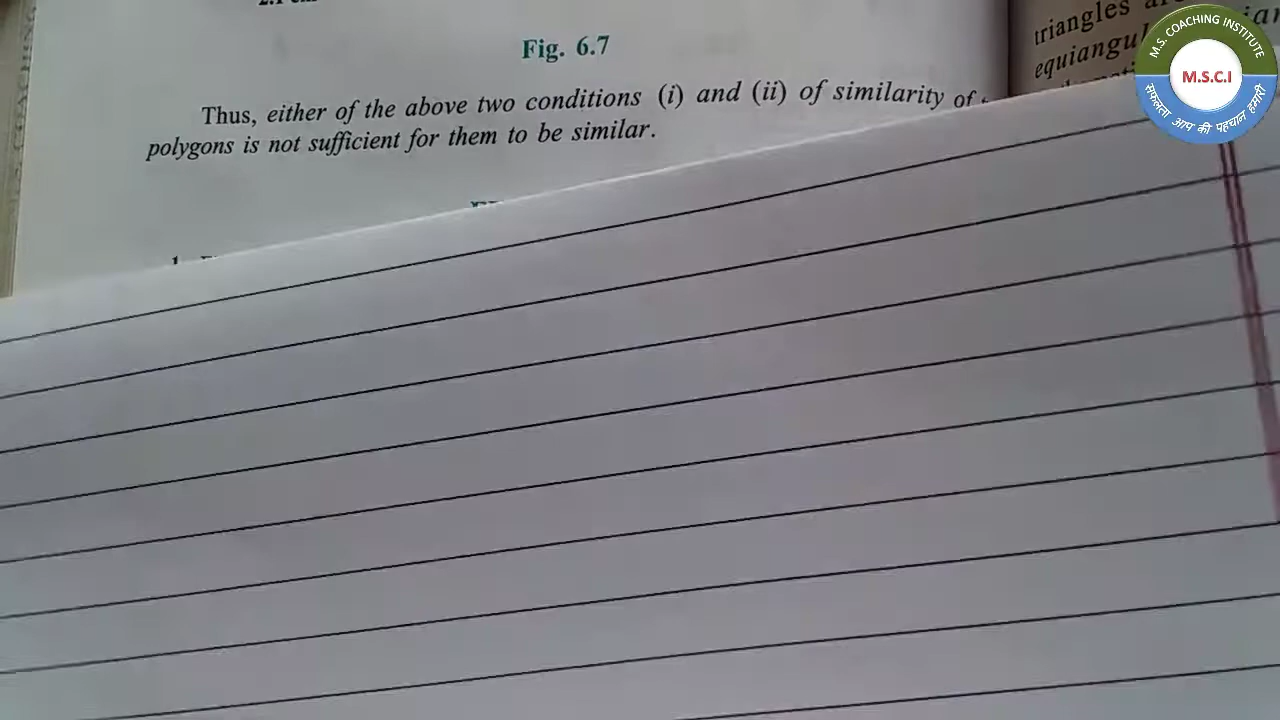 Fig. 6.7
Thus, either of the above two conditions (i) and (ii) of similarity of
polygons is not sufficient for them to be similar.
1.
triangles
M.S. COACHING INSTITUTE
M.S.C.I
सफलता आप की पहचान हमारी